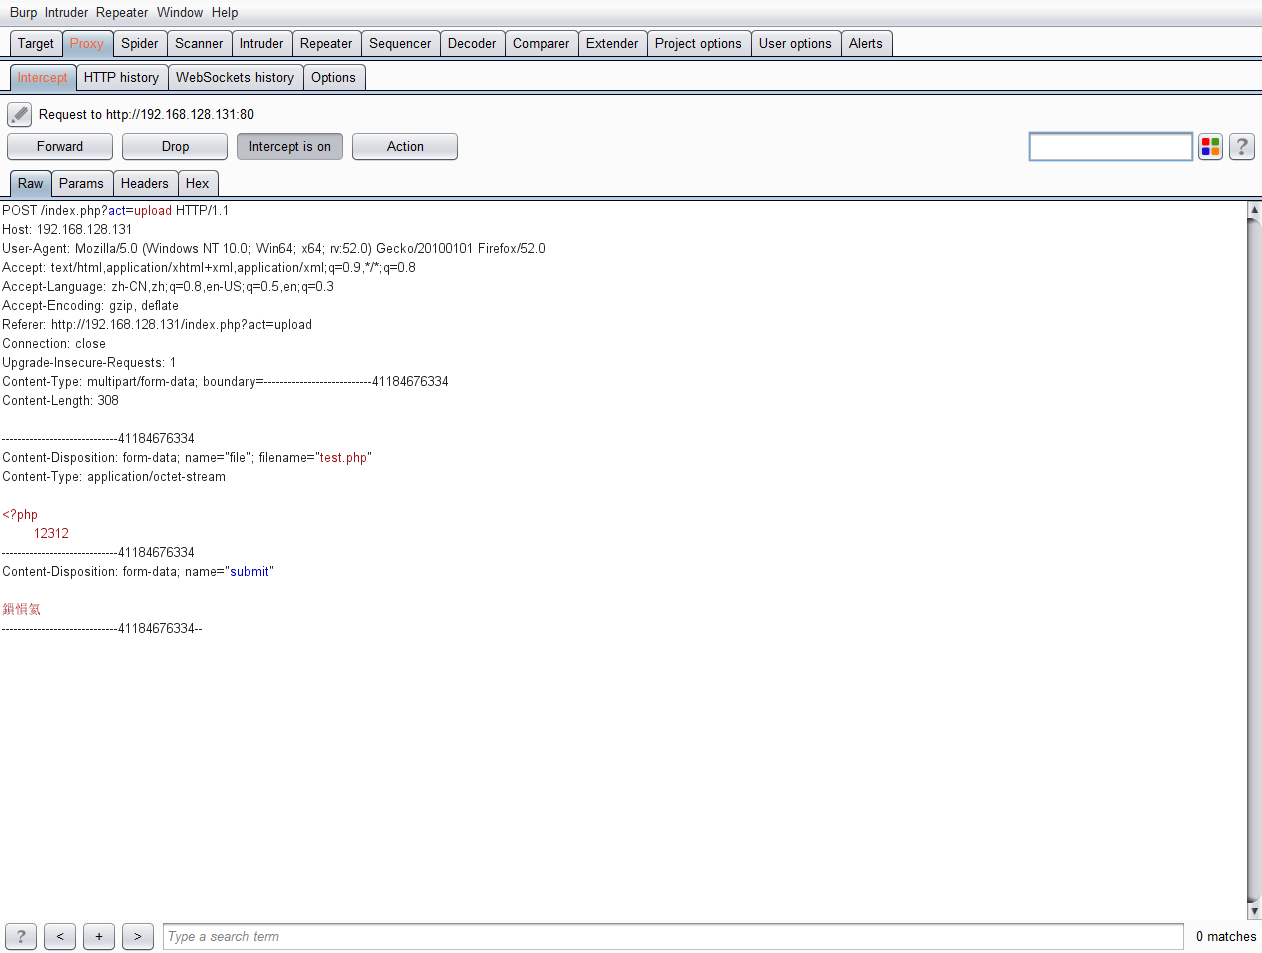 Burp Intruder Repeater Window Help
Target Proxy Spider Scanner Intruder Repeater Sequencer Decoder Comparer Extender Project options User options Alerts
Intercept HTTP history WebSockets history Options
Request to http://192.168.128.131:80
Forward Drop Intercept is on Action ?
Raw Params Headers Hex
POST /index.php?act=upload HTTP/1.1
Host: 192.168.128.131
User-Agent: Mozilla/5.0 (Windows NT 10.0; Win64; x64; rv:52.0) Gecko/20100101 Firefox/52.0
Accept: text/html,application/xhtml+xml,application/xml;q=0.9,*/*;q=0.8
Accept-Language: zh-CN,zh;q=0.8,en-US;q=0.5,en;q=0.3
Accept-Encoding: gzip, deflate
Referer: http://192.168.128.131/index.php?act=upload
Connection: close
Upgrade-Insecure-Requests: 1
Content-Type: multipart/form-data; boundary=---------------------------41184676334
Content-Length: 308
-----------------------------41184676334
Content-Disposition: form-data; name="file"; filename="test.php"
Content-Type: application/octet-stream
<?php
12312
-----------------------------41184676334
Content-Disposition: form-data; name="submit"
鎻愪氦
-----------------------------41184676334--
? < + > Type a search term 0 matches